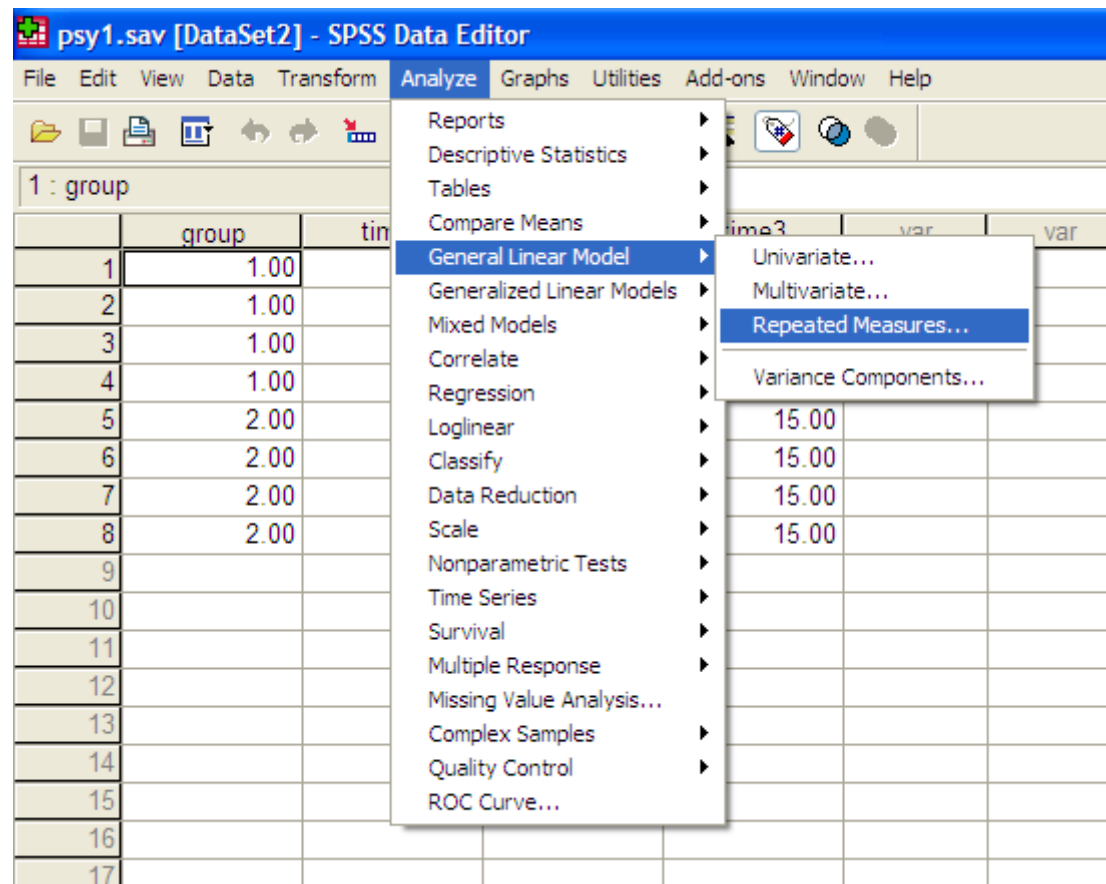 psy1.sav [DataSet2] - SPSS Data Editor
File Edit View Data Transform Analyze Graphs Utilities Add-ons Window Help
1 : group
group var var
Reports
Descriptive Statistics
Tables
Compare Means
General Linear Model
Generalized Linear Models
Mixed Models
Correlate
Regression
Loglinear
Classify
Data Reduction
Scale
Nonparametric Tests
Time Series
Survival
Multiple Response
Missing Value Analysis...
Complex Samples
Quality Control
ROC Curve...
Univariate...
Multivariate...
Repeated Measures...
Variance Components...
1 1.00
2 1.00
3 1.00
4 1.00
5 2.00 15.00
6 2.00 15.00
7 2.00 15.00
8 2.00 15.00
9
10
11
12
13
14
15
16
17